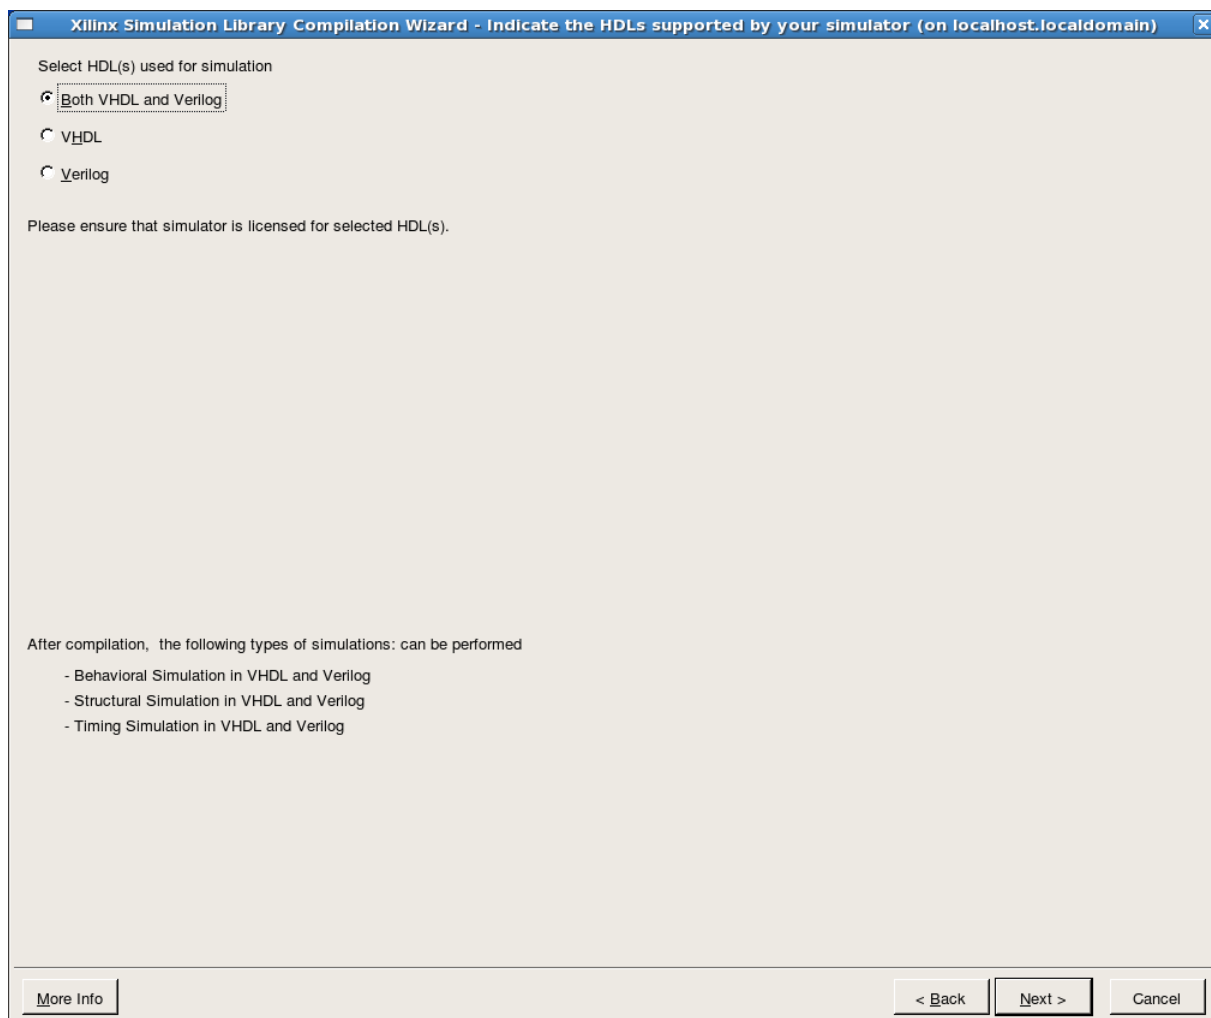 Xilinx Simulation Library Compilation Wizard - Indicate the HDLs supported by your simulator (on localhost.localdomain)
Select HDL(s) used for simulation
Both VHDL and Verilog
VHDL
Verilog
Please ensure that simulator is licensed for selected HDL(s).
After compilation,  the following types of simulations: can be performed
- Behavioral Simulation in VHDL and Verilog
- Structural Simulation in VHDL and Verilog
- Timing Simulation in VHDL and Verilog
More Info < Back Next > Cancel